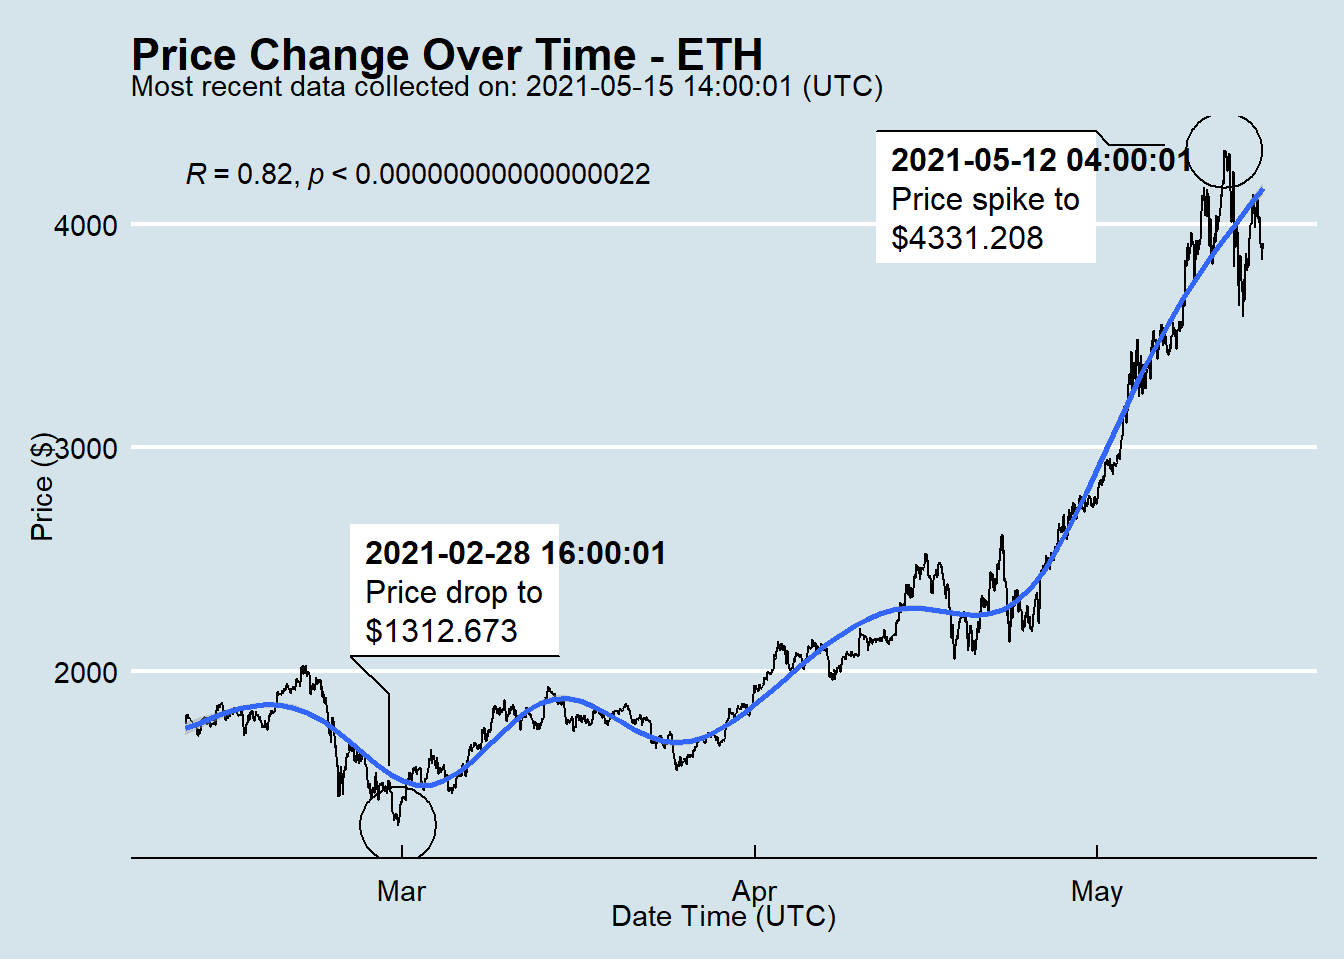 Price Change Over Time - ETH
Most recent data collected on: 2021-05-15 14:00:01 (UTC)
R = 0.82, p < 0.00000000000000022
2021-05-12 04:00:01
Price spike to
$4331.208
4000
3000
Price ($)
2021-02-28 16:00:01
Price drop to
$1312.673
2000
Mar
Apr
May
Date Time (UTC)